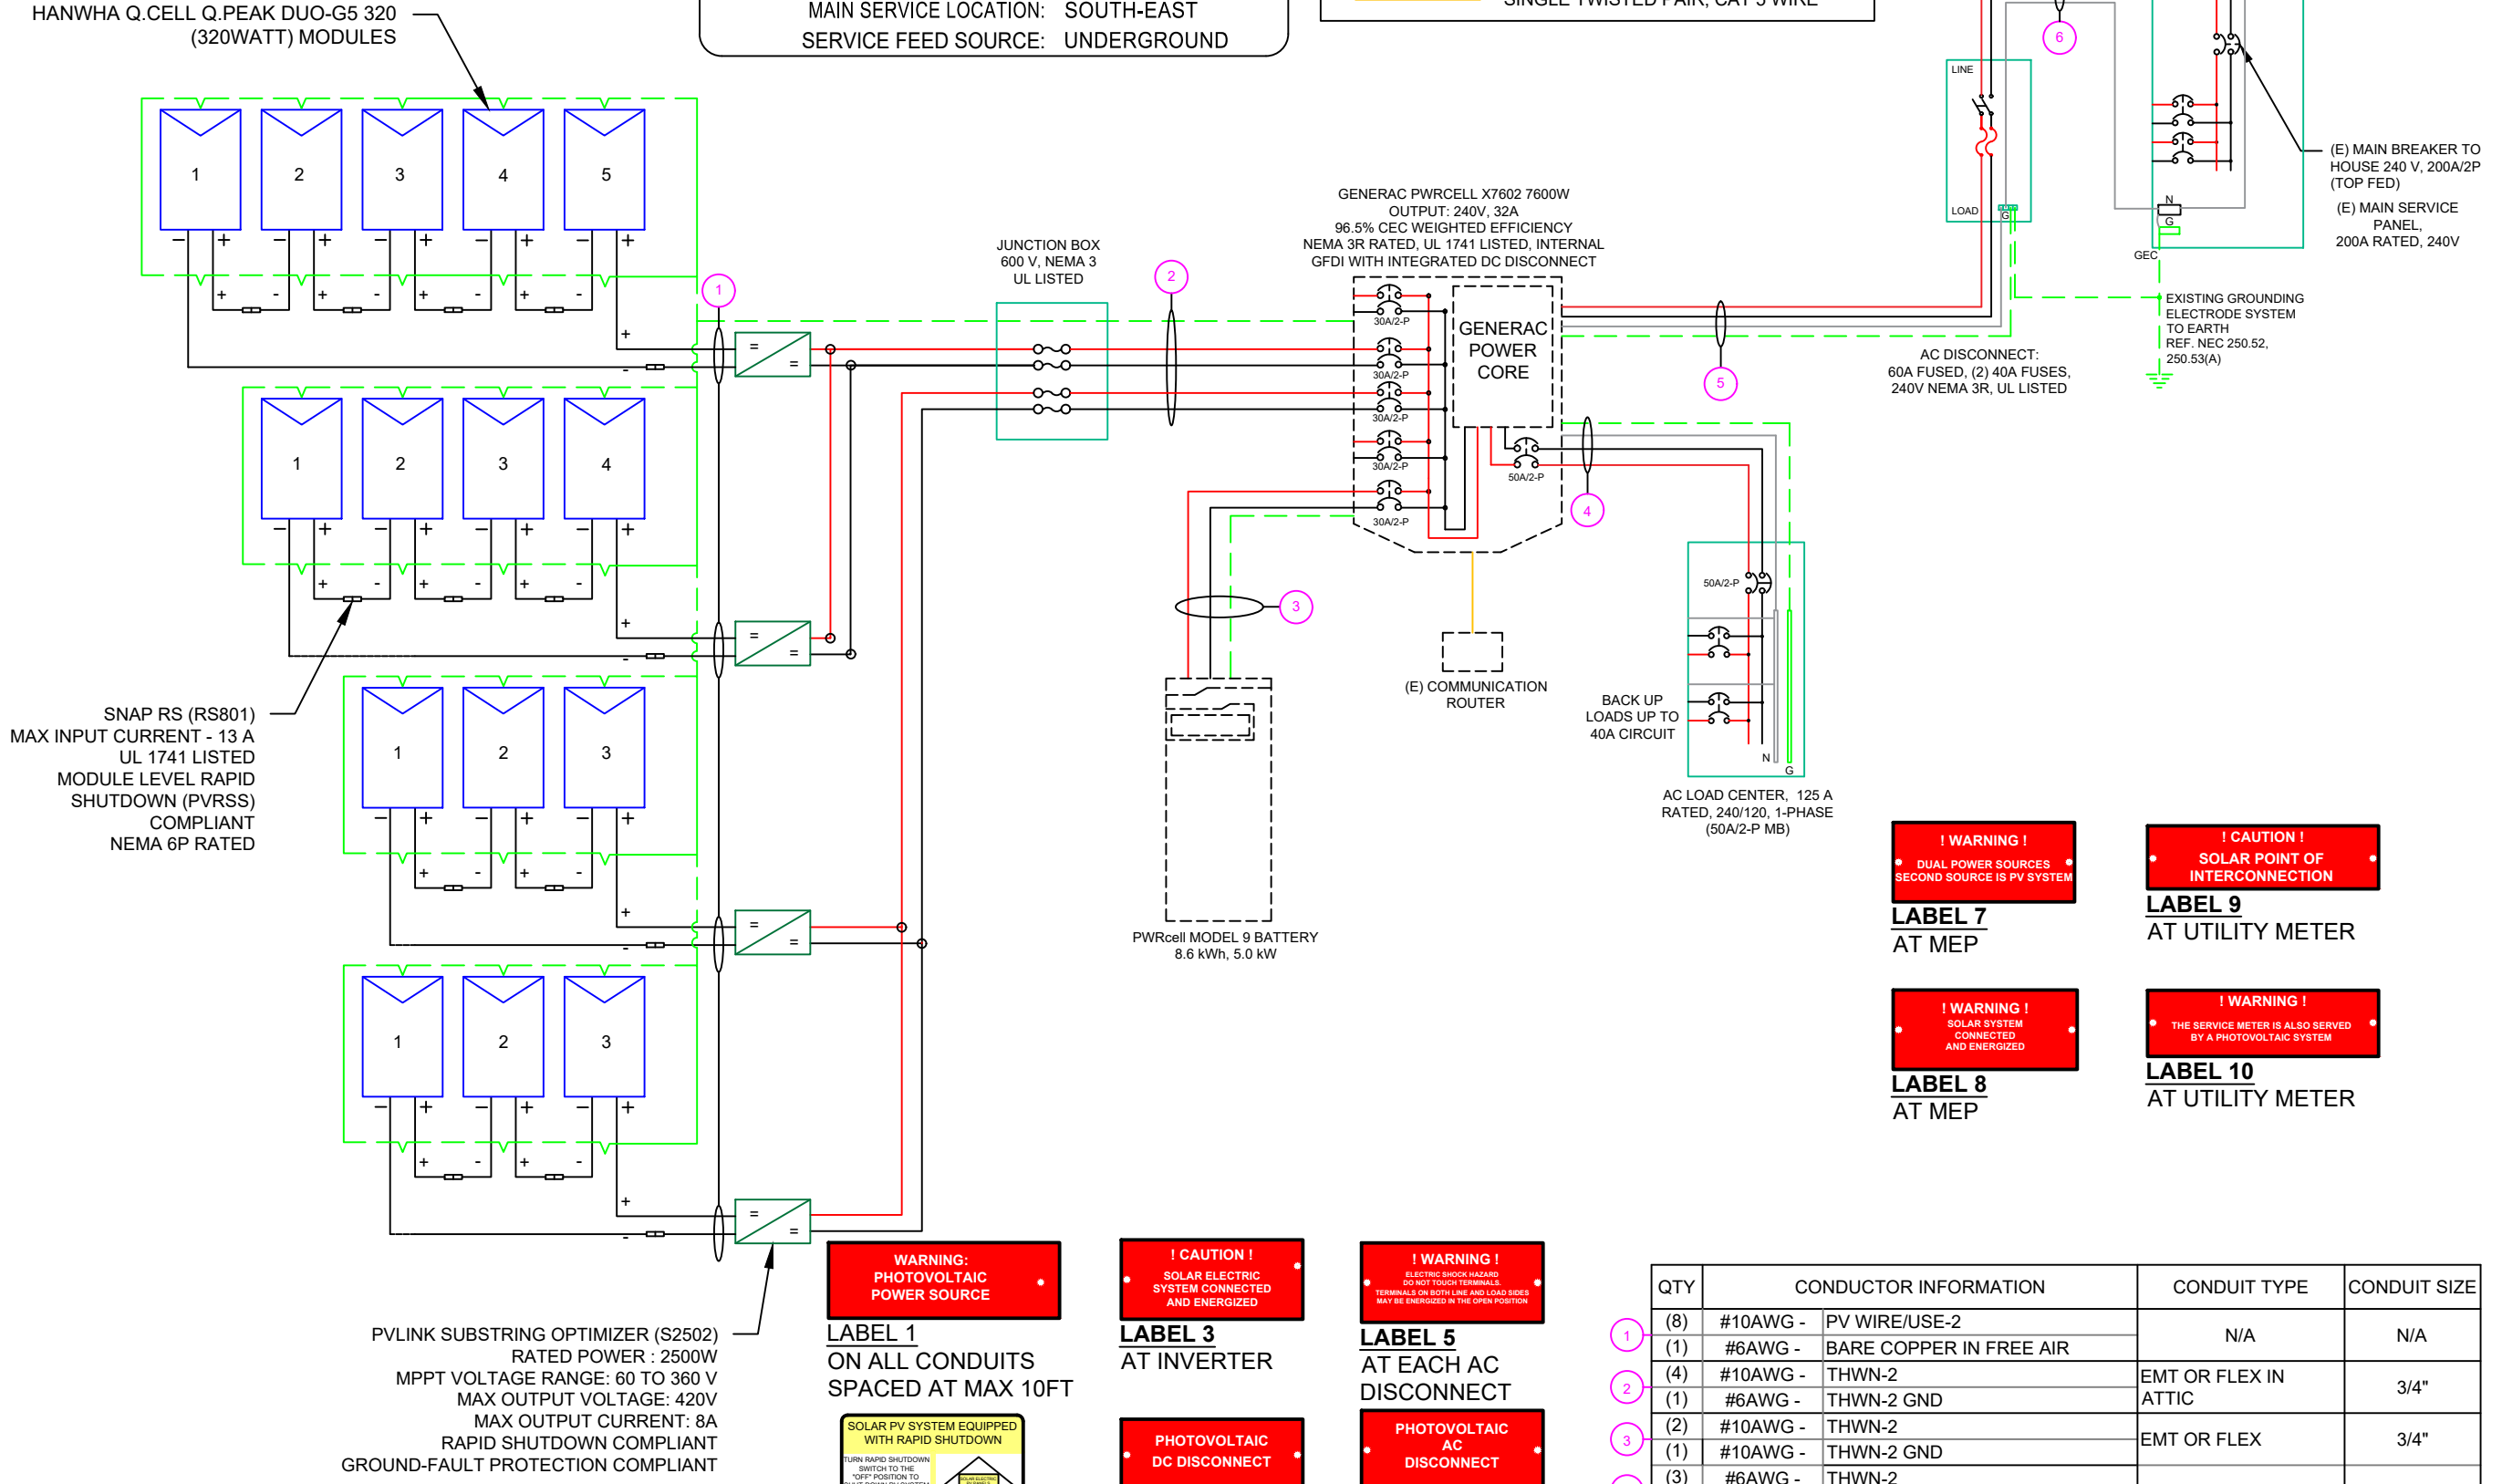 HANWHA Q.CELL Q.PEAK DUO-G5 320
(320WATT) MODULES
MAIN SERVICE LOCATION: SOUTH-EAST
SERVICE FEED SOURCE: UNDERGROUND
SINGLE TWISTED PAIR, CAT 5 WIRE
6
LINE
LOAD
G
N
G
GEC
(E) MAIN BREAKER TO
HOUSE 240 V, 200A/2P
(TOP FED)
(E) MAIN SERVICE
PANEL,
200A RATED, 240V
EXISTING GROUNDING
ELECTRODE SYSTEM
TO EARTH
REF. NEC 250.52,
250.53(A)
AC DISCONNECT:
60A FUSED, (2) 40A FUSES,
240V NEMA 3R, UL LISTED
1 2 3 4 5
− + − + − + − + − +
+ - + - + - + -
+
-
1
JUNCTION BOX
600 V, NEMA 3
UL LISTED
2
GENERAC PWRCELL X7602 7600W
OUTPUT: 240V, 32A
96.5% CEC WEIGHTED EFFICIENCY
NEMA 3R RATED, UL 1741 LISTED, INTERNAL
GFDI WITH INTEGRATED DC DISCONNECT
30A/2-P
30A/2-P
30A/2-P
30A/2-P
30A/2-P
GENERAC
POWER
CORE
50A/2-P
5
4
= =
1 2 3 4
− + − + − + − +
+ - + - + -
+
-
= =
3
(E) COMMUNICATION
ROUTER
50A/2-P
BACK UP
LOADS UP TO
40A CIRCUIT
N
G
AC LOAD CENTER, 125 A
RATED, 240/120, 1-PHASE
(50A/2-P MB)
PWRcell MODEL 9 BATTERY
8.6 kWh, 5.0 kW
SNAP RS (RS801)
MAX INPUT CURRENT - 13 A
UL 1741 LISTED
MODULE LEVEL RAPID
SHUTDOWN (PVRSS)
COMPLIANT
NEMA 6P RATED
1 2 3
− + − + − +
+ - + -
+
-
= =
1 2 3
− + − + − +
+ - + -
+
-
= =
! WARNING !
DUAL POWER SOURCES
SECOND SOURCE IS PV SYSTEM
LABEL 7
AT MEP
! CAUTION !
SOLAR POINT OF
INTERCONNECTION
LABEL 9
AT UTILITY METER
! WARNING !
SOLAR SYSTEM
CONNECTED
AND ENERGIZED
LABEL 8
AT MEP
! WARNING !
THE SERVICE METER IS ALSO SERVED
BY A PHOTOVOLTAIC SYSTEM
LABEL 10
AT UTILITY METER
PVLINK SUBSTRING OPTIMIZER (S2502)
RATED POWER : 2500W
MPPT VOLTAGE RANGE: 60 TO 360 V
MAX OUTPUT VOLTAGE: 420V
MAX OUTPUT CURRENT: 8A
RAPID SHUTDOWN COMPLIANT
GROUND-FAULT PROTECTION COMPLIANT
WARNING:
PHOTOVOLTAIC
POWER SOURCE
LABEL 1
ON ALL CONDUITS
SPACED AT MAX 10FT
! CAUTION !
SOLAR ELECTRIC
SYSTEM CONNECTED
AND ENERGIZED
LABEL 3
AT INVERTER
! WARNING !
ELECTRIC SHOCK HAZARD
DO NOT TOUCH TERMINALS.
TERMINALS ON BOTH LINE AND LOAD SIDES
MAY BE ENERGIZED IN THE OPEN POSITION
LABEL 5
AT EACH AC
DISCONNECT
SOLAR PV SYSTEM EQUIPPED
WITH RAPID SHUTDOWN
TURN RAPID SHUTDOWN
SWITCH TO THE
"OFF" POSITION TO
PHOTOVOLTAIC
DC DISCONNECT
PHOTOVOLTAIC
AC
DISCONNECT
QTY CONDUCTOR INFORMATION CONDUIT TYPE CONDUIT SIZE
1 (8) #10AWG - PV WIRE/USE-2 N/A N/A
(1) #6AWG - BARE COPPER IN FREE AIR
2 (4) #10AWG - THWN-2 EMT OR FLEX IN ATTIC 3/4"
(1) #6AWG - THWN-2 GND
3 (2) #10AWG - THWN-2 EMT OR FLEX 3/4"
(1) #10AWG - THWN-2 GND
(3) #6AWG - THWN-2